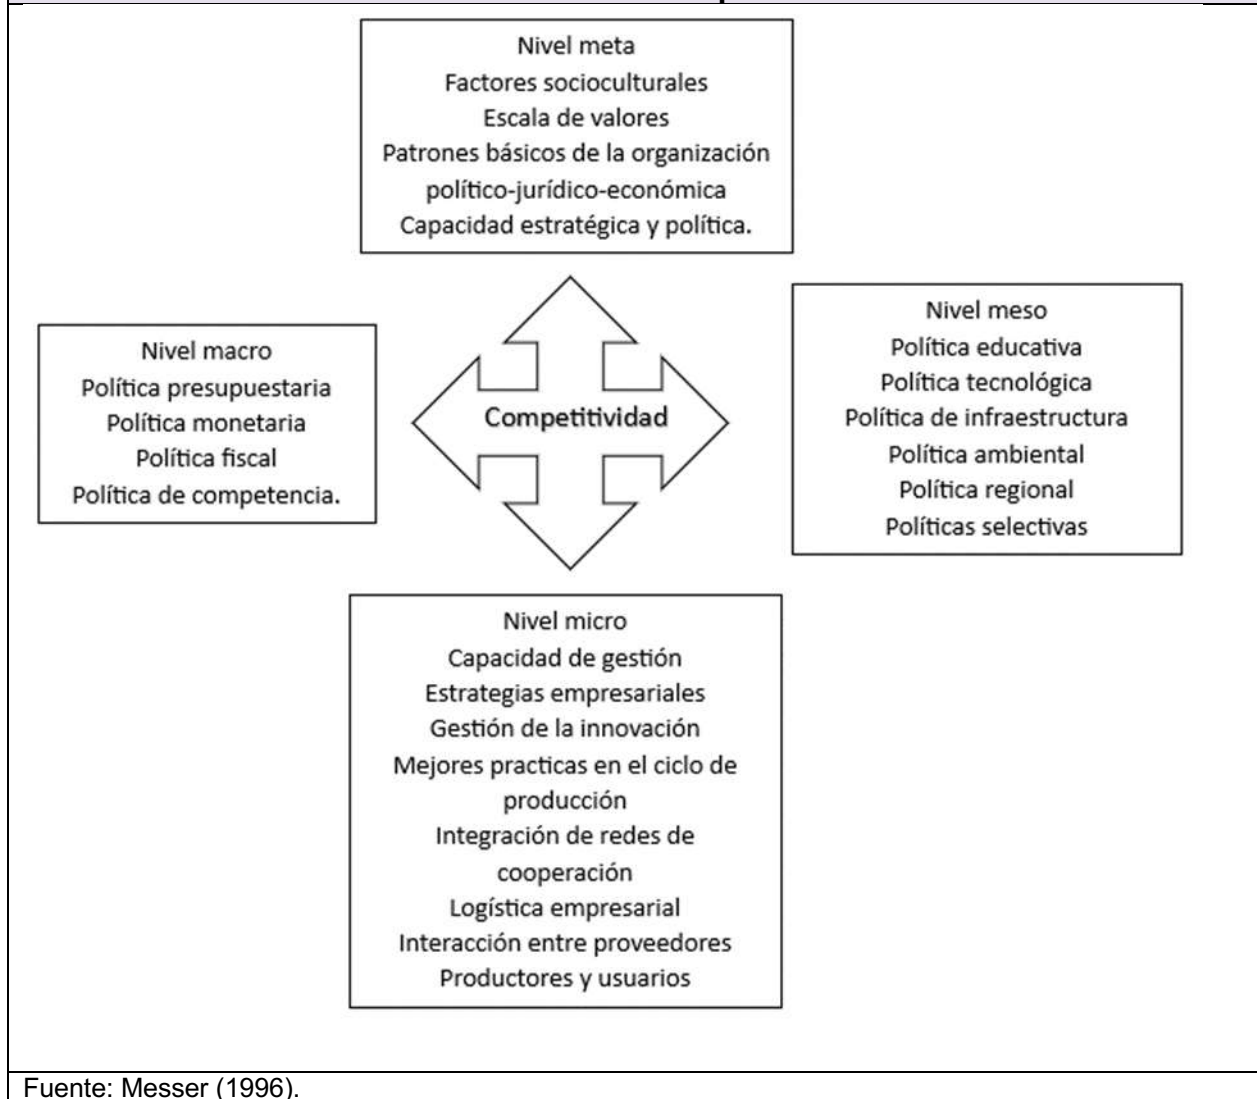 Nivel meta
Factores socioculturales
Escala de valores
Patrones básicos de la organización
político-jurídico-económica
Capacidad estratégica y política.
Nivel macro
Política presupuestaria
Política monetaria
Política fiscal
Política de competencia.
Competitividad
Nivel meso
Política educativa
Política tecnológica
Política de infraestructura
Política ambiental
Política regional
Políticas selectivas
Nivel micro
Capacidad de gestión
Estrategias empresariales
Gestión de la innovación
Mejores practicas en el ciclo de
producción
Integración de redes de
cooperación
Logística empresarial
Interacción entre proveedores
Productores y usuarios
Fuente: Messer (1996).